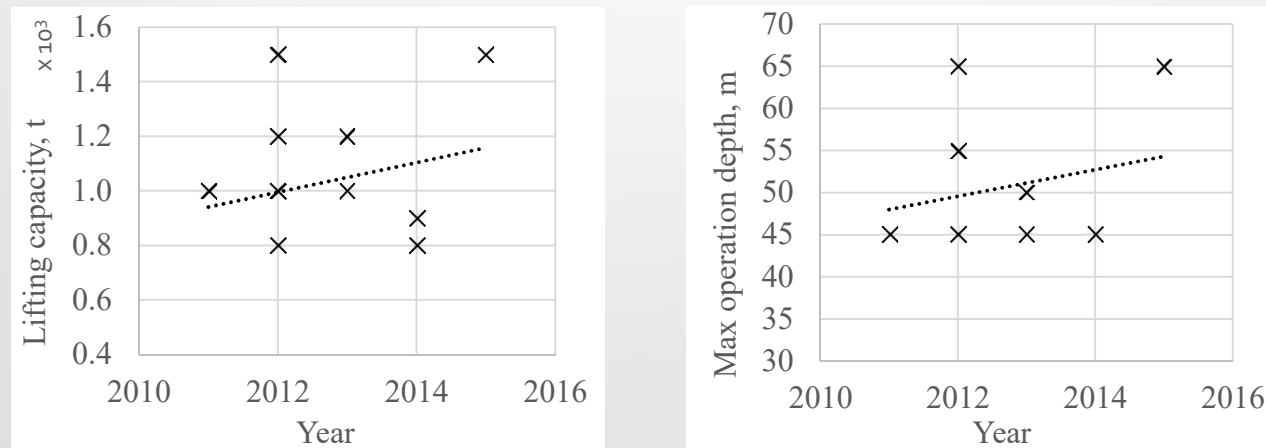 x 10³
Lifting capacity, t
1.6
1.4
1.2
1.0
0.8
0.6
0.4
2010 2012 2014 2016
Year
Max operation depth, m
70
65
60
55
50
45
40
35
30
2010 2012 2014 2016
Year